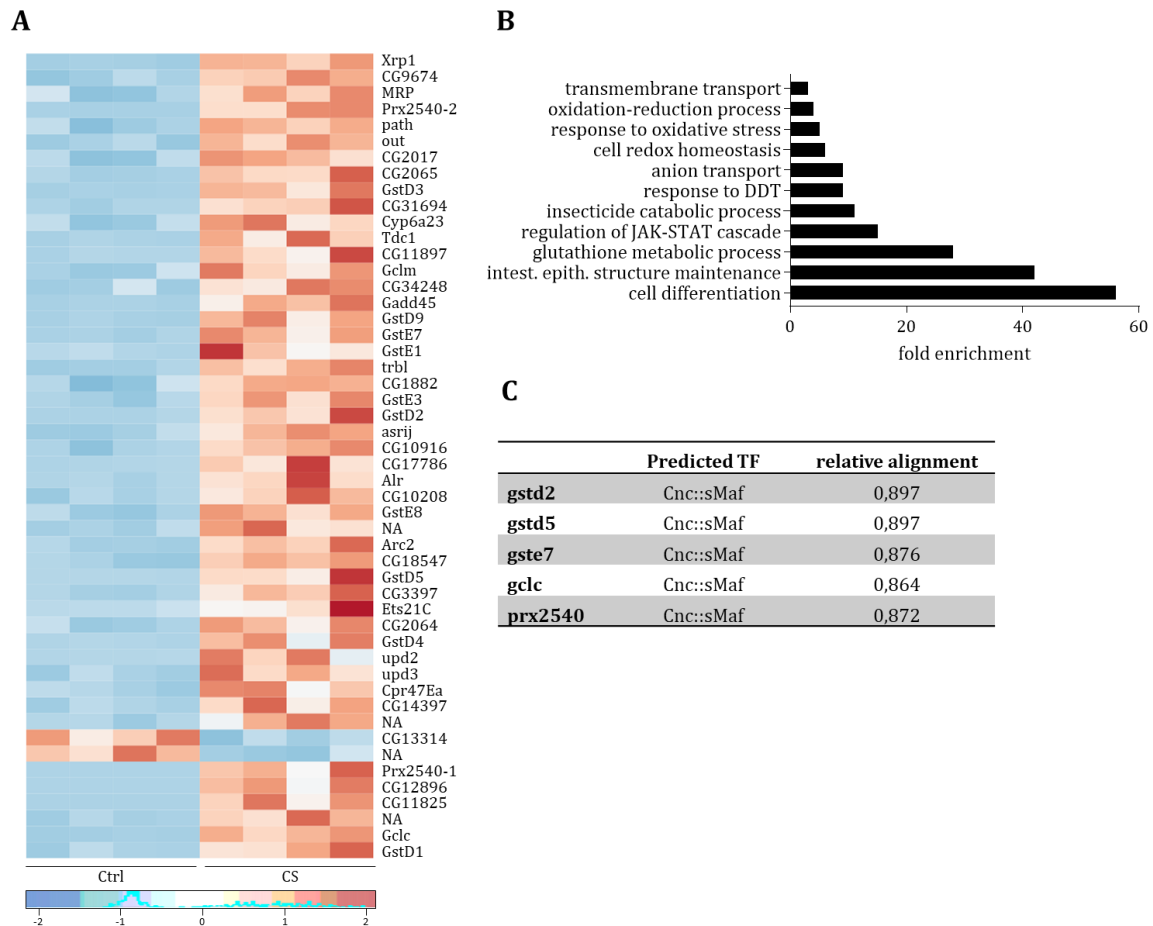 A
Xrp1
CG9674
MRP
Prx2540-2
path
out
CG2017
CG2065
GstD3
CG31694
Cyp6a23
Tdc1
CG11897
Gclm
CG34248
Gadd45
GstD9
GstE7
GstE1
trbl
CG1882
GstE3
GstD2
asrij
CG10916
CG17786
Alr
CG10208
GstE8
NA
Arc2
CG18547
GstD5
CG3397
Ets21C
CG2064
GstD4
upd2
upd3
Cpr47Ea
CG14397
NA
CG13314
NA
Prx2540-1
CG12896
CG11825
NA
Gclc
GstD1
Ctrl CS
-2 -1 0 1 2
B
transmembrane transport
oxidation-reduction process
response to oxidative stress
cell redox homeostasis
anion transport
response to DDT
insecticide catabolic process
regulation of JAK-STAT cascade
glutathione metabolic process
intest. epith. structure maintenance
cell differentiation
0 20 40 60
fold enrichment
C
Predicted TF relative alignment
gstd2 Cnc::sMaf 0,897
gstd5 Cnc::sMaf 0,897
gste7 Cnc::sMaf 0,876
gclc Cnc::sMaf 0,864
prx2540 Cnc::sMaf 0,872